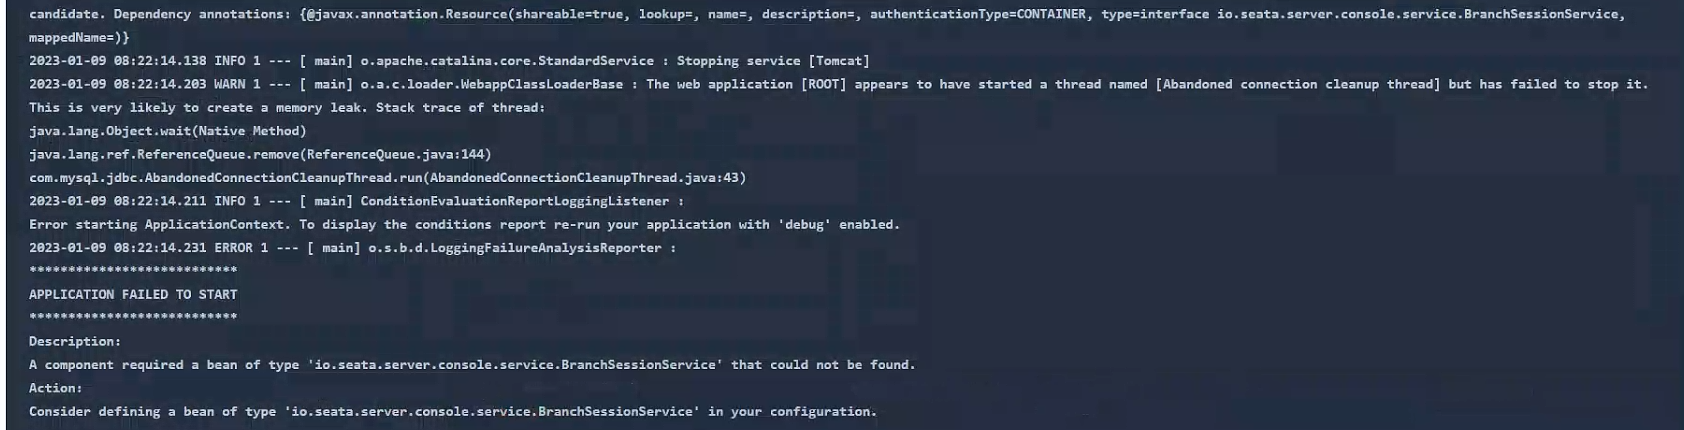 candidate. Dependency annotations: {@javax.annotation.Resource(shareable=true, lookup=, name=, description=, authenticationType=CONTAINER, type=interface io.seata.server.console.service.BranchSessionService,
mappedName=)}
2023-01-09 08:22:14.138 INFO 1 --- [ main] o.apache.catalina.core.StandardService : Stopping service [Tomcat]
2023-01-09 08:22:14.203 WARN 1 --- [ main] o.a.c.loader.WebappClassLoaderBase : The web application [ROOT] appears to have started a thread named [Abandoned connection cleanup thread] but has failed to stop it.
This is very likely to create a memory leak. Stack trace of thread:
java.lang.Object.wait(Native Method)
java.lang.ref.ReferenceQueue.remove(ReferenceQueue.java:144)
com.mysql.jdbc.AbandonedConnectionCleanupThread.run(AbandonedConnectionCleanupThread.java:43)
2023-01-09 08:22:14.211 INFO 1 --- [ main] ConditionEvaluationReportLoggingListener :
Error starting ApplicationContext. To display the conditions report re-run your application with 'debug' enabled.
2023-01-09 08:22:14.231 ERROR 1 --- [ main] o.s.b.d.LoggingFailureAnalysisReporter :
***************************
APPLICATION FAILED TO START
***************************
Description:
A component required a bean of type 'io.seata.server.console.service.BranchSessionService' that could not be found.
Action:
Consider defining a bean of type 'io.seata.server.console.service.BranchSessionService' in your configuration.